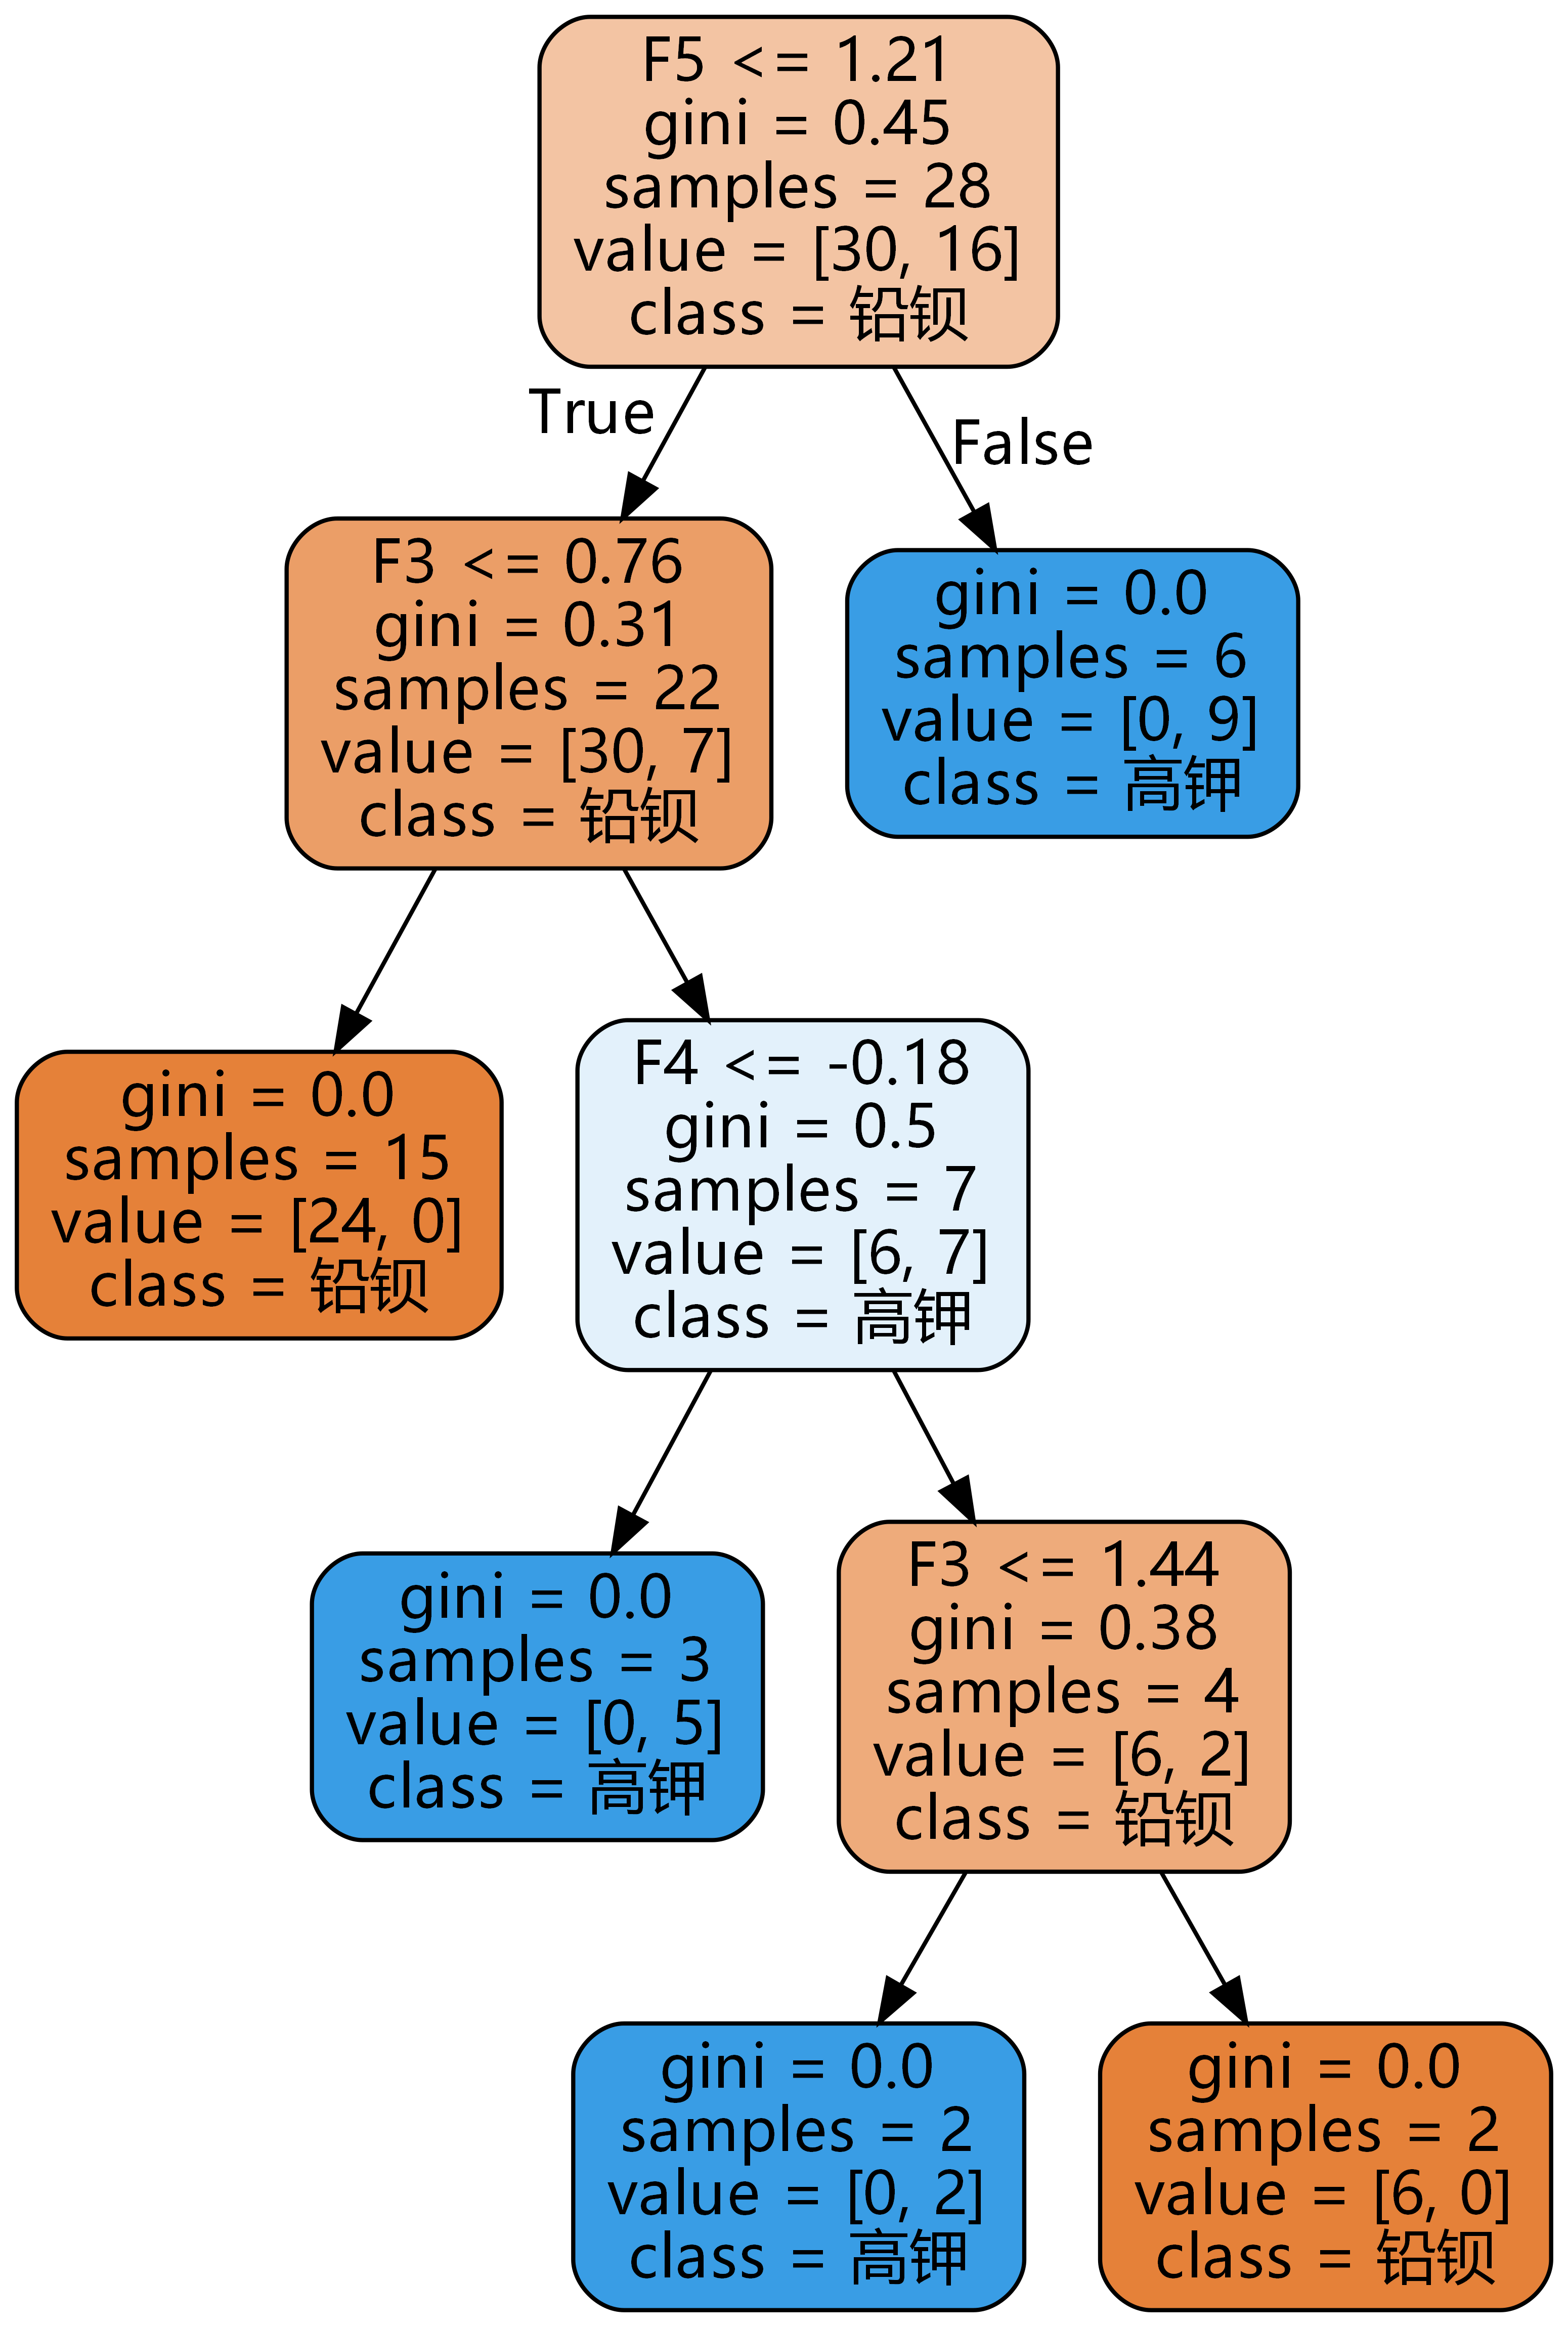 F5 <= 1.21
gini = 0.45
samples = 28
value = [30, 16]
class = 铅钡
True
False
F3 <= 0.76
gini = 0.31
samples = 22
value = [30, 7]
class = 铅钡
gini = 0.0
samples = 6
value = [0, 9]
class = 高钾
gini = 0.0
samples = 15
value = [24, 0]
class = 铅钡
F4 <= -0.18
gini = 0.5
samples = 7
value = [6, 7]
class = 高钾
gini = 0.0
samples = 3
value = [0, 5]
class = 高钾
F3 <= 1.44
gini = 0.38
samples = 4
value = [6, 2]
class = 铅钡
gini = 0.0
samples = 2
value = [0, 2]
class = 高钾
gini = 0.0
samples = 2
value = [6, 0]
class = 铅钡